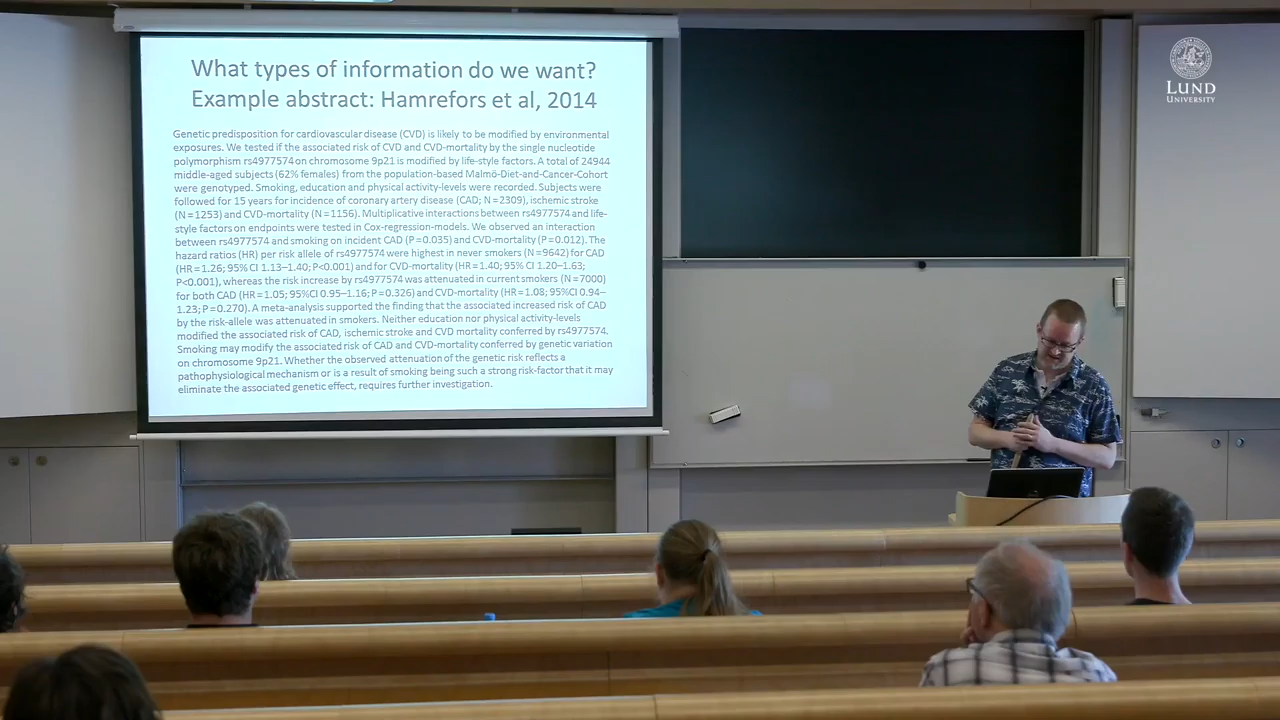 What types of information do we want?
Example abstract: Hamrefors et al, 2014
Genetic predisposition for cardiovascular disease (CVD) is likely to be modified by environmental
exposures. We tested if the associated risk of CVD and CVD-mortality by the single nucleotide
polymorphism rs4977574 on chromosome 9p21 is modified by life-style factors. A total of 24944
middle-aged subjects (62% females) from the population-based Malmö-Diet-and-Cancer-Cohort
were genotyped. Smoking, education and physical activity-levels were recorded. Subjects were
followed for 15 years for incidence of coronary artery disease (CAD; N = 2309), ischemic stroke
(N = 1253) and CVD-mortality (N = 1156). Multiplicative interactions between rs4977574 and life-
style factors on endpoints were tested in Cox-regression-models. We observed an interaction
between rs4977574 and smoking on incident CAD (P = 0.035) and CVD-mortality (P = 0.012). The
hazard ratios (HR) per risk allele of rs4977574 were highest in never smokers (N = 9642) for CAD
(HR = 1.26; 95% CI 1.13–1.40; P<0.001) and for CVD-mortality (HR = 1.40; 95% CI 1.20–1.63;
P<0.001), whereas the risk increase by rs4977574 was attenuated in current smokers (N = 7000)
for both CAD (HR = 1.05; 95%CI 0.95–1.16; P = 0.326) and CVD-mortality (HR = 1.08; 95%CI 0.94–
1.23; P = 0.270). A meta-analysis supported the finding that the associated increased risk of CAD
by the risk-allele was attenuated in smokers. Neither education nor physical activity-levels
modified the associated risk of CAD, ischemic stroke and CVD mortality conferred by rs4977574.
Smoking may modify the associated risk of CAD and CVD-mortality conferred by genetic variation
on chromosome 9p21. Whether the observed attenuation of the genetic risk reflects a
pathophysiological mechanism or is a result of smoking being such a strong risk-factor that it may
eliminate the associated genetic effect, requires further investigation.
LUND
UNIVERSITY